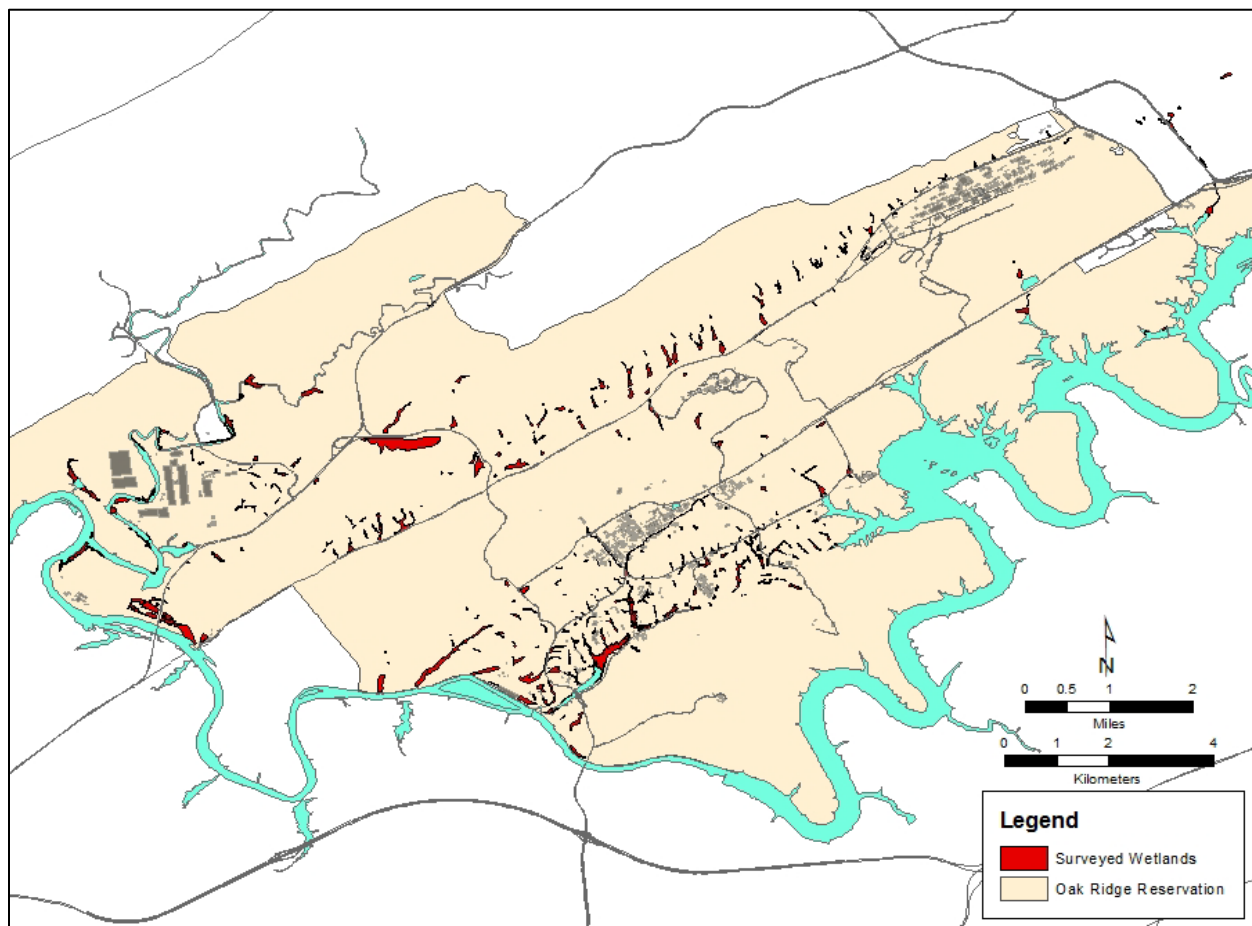 N
0 0.5 1 2
Miles
0 1 2 4
Kilometers
Legend
Surveyed Wetlands
Oak Ridge Reservation